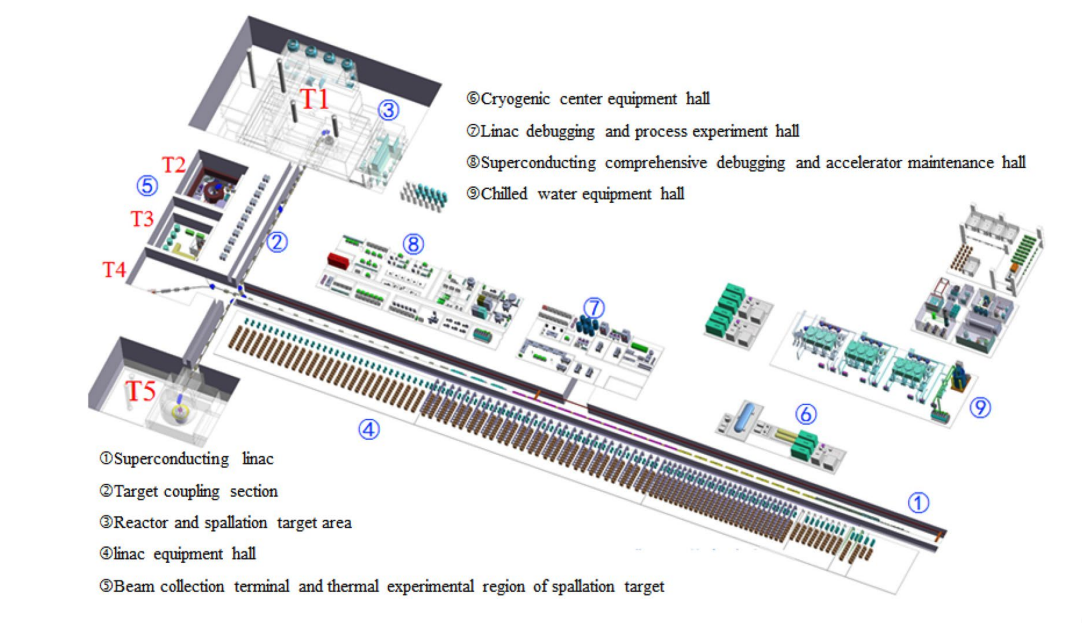 T1
③
⑥Cryogenic center equipment hall
⑦Linac debugging and process experiment hall
⑧Superconducting comprehensive debugging and accelerator maintenance hall
⑨Chilled water equipment hall
T2
⑤
T3
②
⑧
T4
⑦
T5
④
⑥
⑨
①
①Superconducting linac
②Target coupling section
③Reactor and spallation target area
④linac equipment hall
⑤Beam collection terminal and thermal experimental region of spallation target